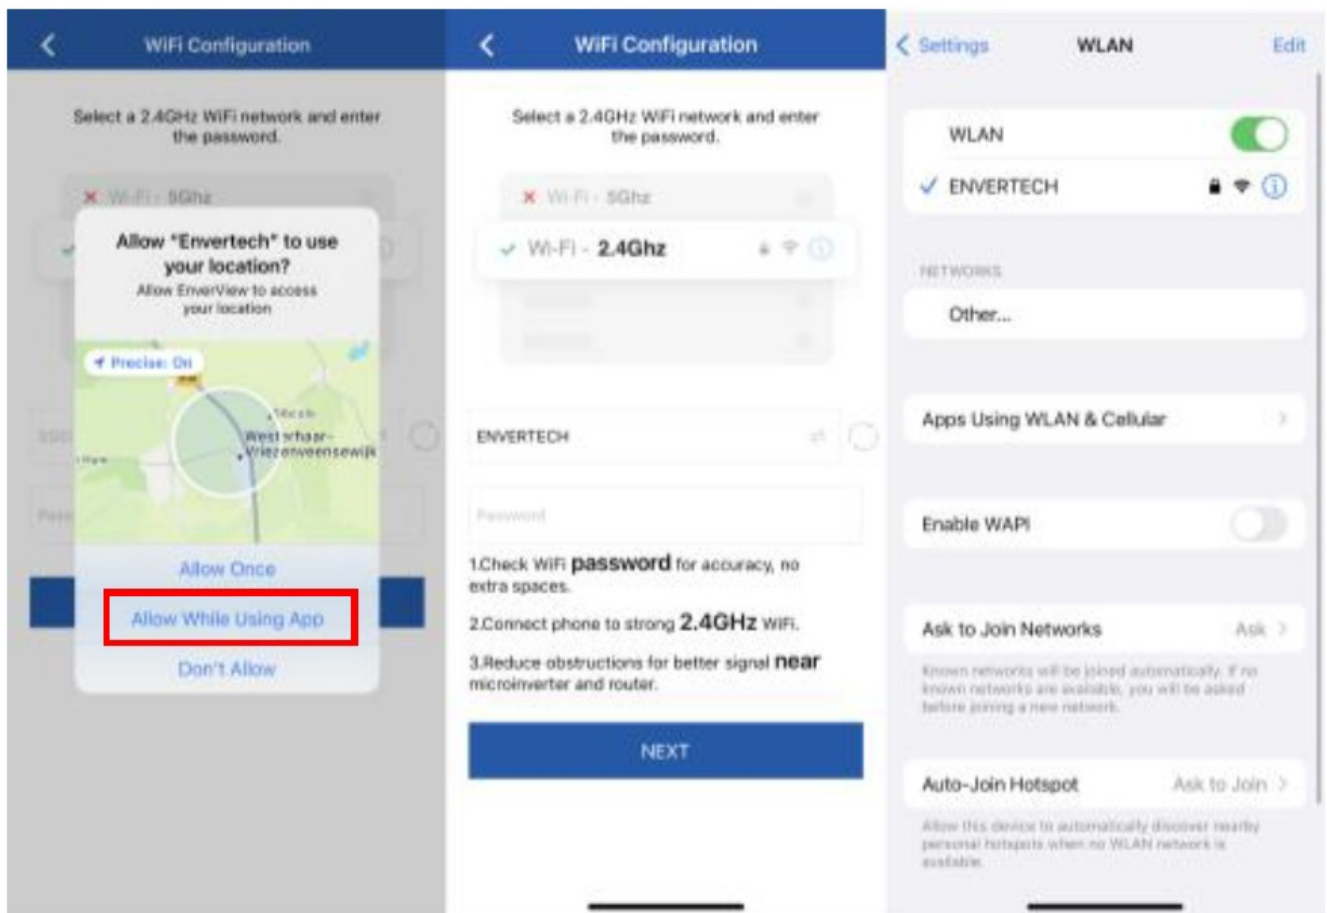 WiFi Configuration
Select a 2.4GHz WiFi network and enter
the password.
Wi-Fi - 5Ghz
Allow "Envertech" to use
your location?
Allow EnverView to access
your location
Precise: On
Westerhaar-
Vriezenveensewijk
Allow Once
Allow While Using App
Don't Allow
WiFi Configuration
Select a 2.4GHz WiFi network and enter
the password.
Wi-Fi - 5Ghz
Wi-Fi - 2.4Ghz
ENVERTECH
Password
1.Check WiFi password for accuracy, no
extra spaces.
2.Connect phone to strong 2.4GHz WiFi.
3.Reduce obstructions for better signal near
microinverter and router.
NEXT
Settings
WLAN
Edit
WLAN
ENVERTECH
NETWORKS
Other...
Apps Using WLAN & Cellular
Enable WAPI
Ask to Join Networks
Ask
Known networks will be joined automatically. If no
known networks are available, you will be asked
before joining a new network.
Auto-Join Hotspot
Ask to Join
Allow this device to automatically discover nearby
personal hotspots when no WLAN network is
available.